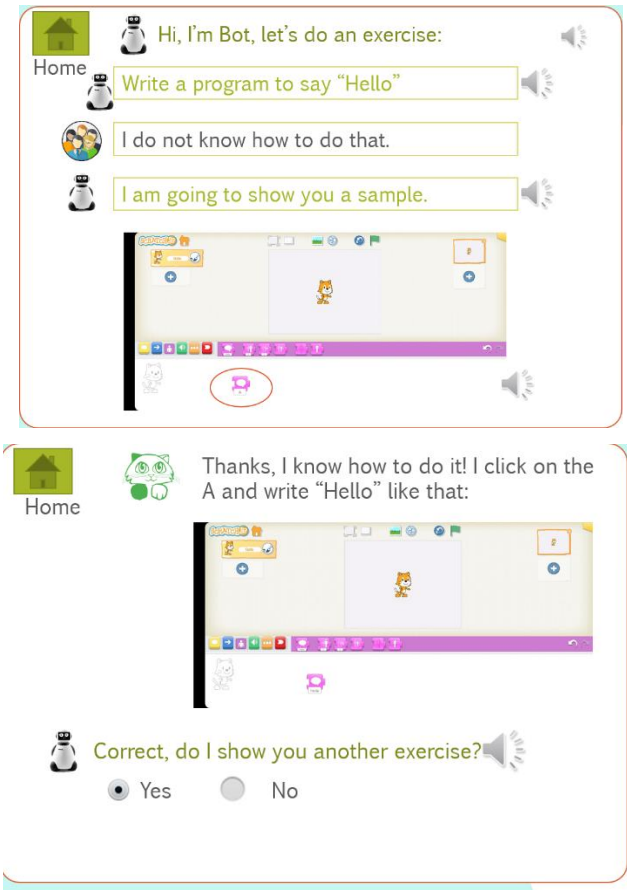 Hi, I'm Bot, let's do an exercise:
Home
Write a program to say “Hello”
I do not know how to do that.
I am going to show you a sample.
Thanks, I know how to do it! I click on the
A and write “Hello” like that:
Home
Correct, do I show you another exercise?
Yes
No